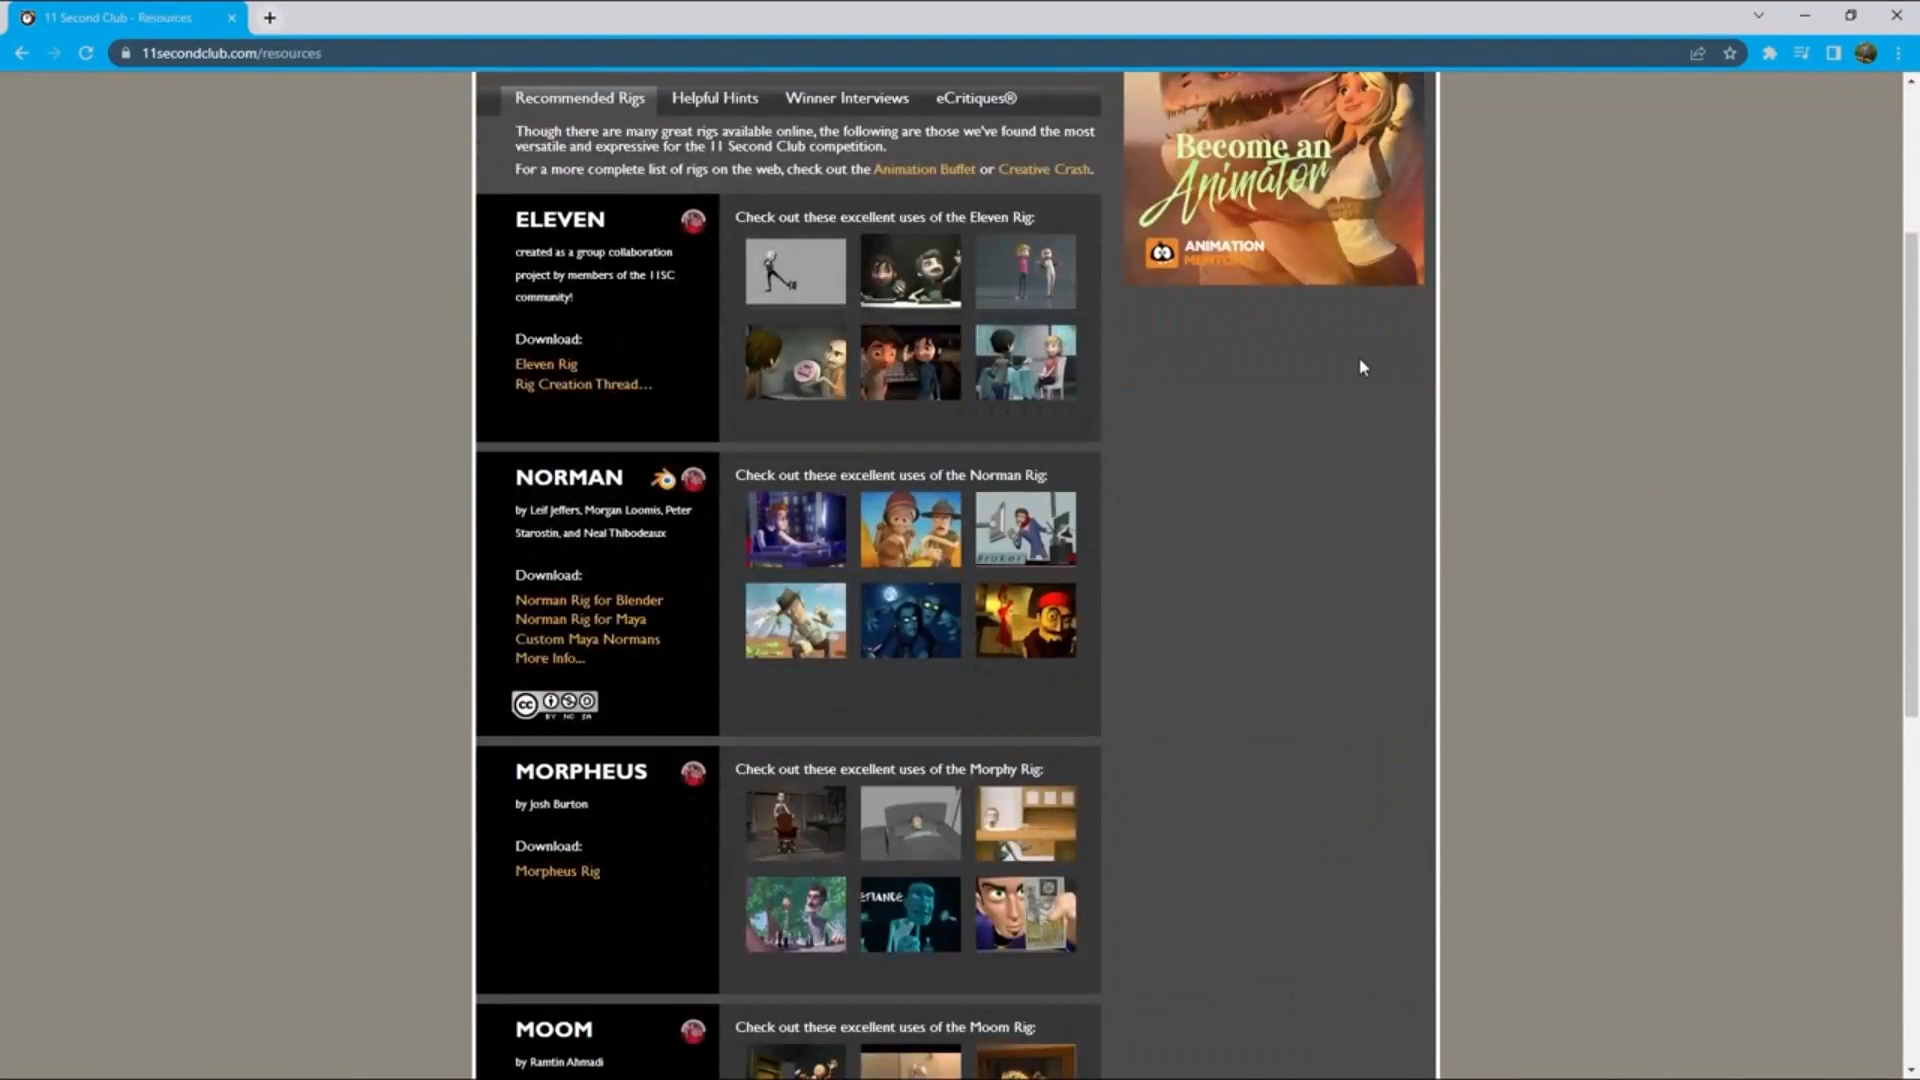 11 Second Club - Resources
11secondclub.com/resources
Recommended Rigs
Helpful Hints
Winner Interviews
eCritiques®
Though there are many great rigs available online, the following are those we've found the most
versatile and expressive for the 11 Second Club competition.
For a more complete list of rigs on the web, check out the Animation Buffet or Creative Crash.
Become an
Animator
ANIMATION
MENTOR
ELEVEN
created as a group collaboration
project by members of the 11SC
community!
Download:
Eleven Rig
Rig Creation Thread...
Check out these excellent uses of the Eleven Rig:
NORMAN
by Leif Jeffers, Morgan Loomis, Peter
Starostin, and Neal Thibodeaux
Download:
Norman Rig for Blender
Norman Rig for Maya
Custom Maya Normans
More Info...
cc
BY NC SA
Check out these excellent uses of the Norman Rig:
Broker
MORPHEUS
by Josh Burton
Download:
Morpheus Rig
Check out these excellent uses of the Morphy Rig:
EFIANCE
MOOM
by Ramtin Ahmadi
Check out these excellent uses of the Moom Rig: